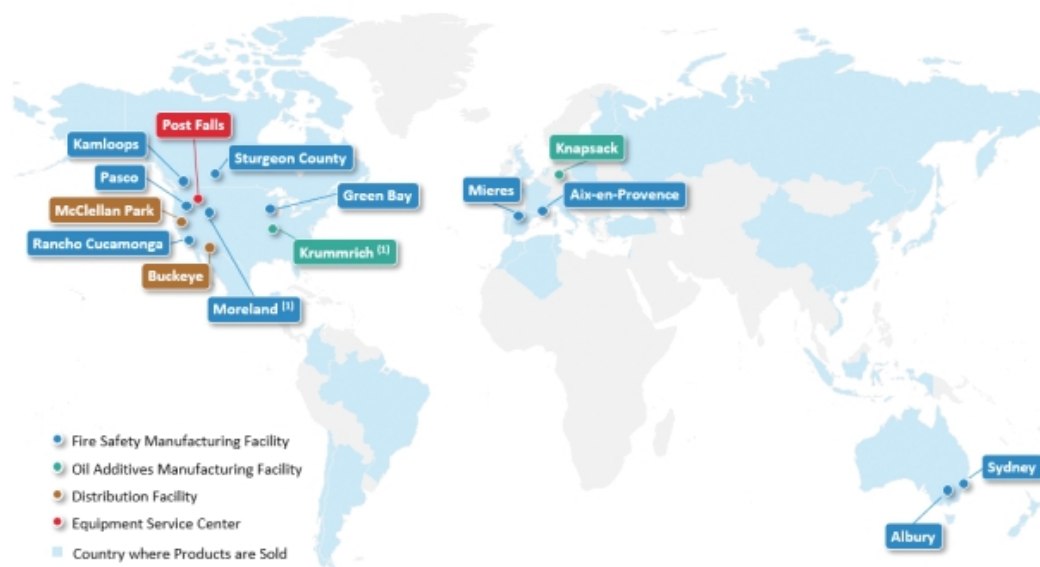 Post Falls
Kamloops
Sturgeon County
Knapsack
Pasco
Mieres
Aix-en-Provence
Green Bay
McClellan Park
Rancho Cucamonga
Krummrich (1)
Buckeye
Moreland (1)
Fire Safety Manufacturing Facility
Oil Additives Manufacturing Facility
Distribution Facility
Equipment Service Center
Country where Products are Sold
Sydney
Albury